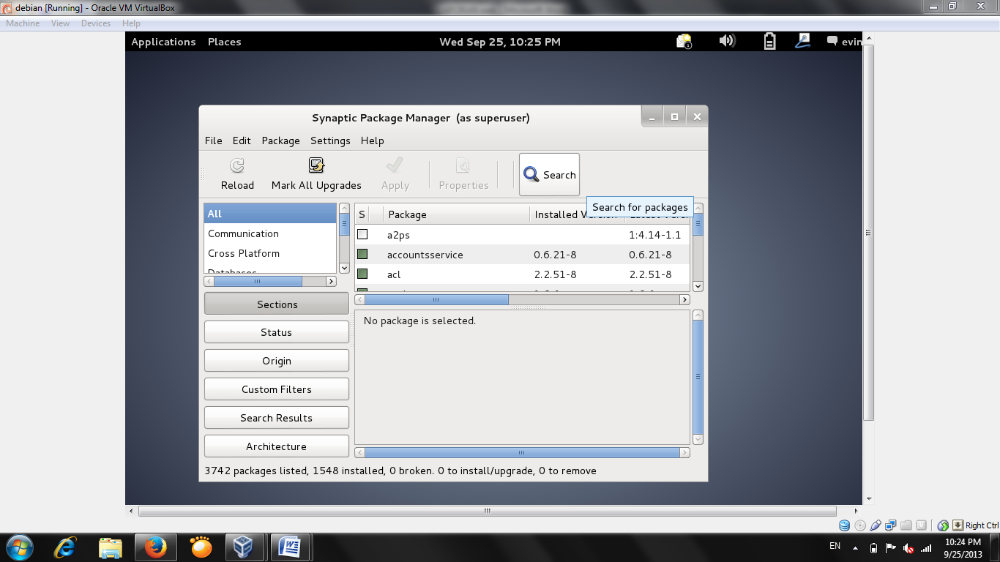 debian [Running] - Oracle VM VirtualBox
Machine View Devices Help
Applications Places Wed Sep 25, 10:25 PM 1 evin
Synaptic Package Manager (as superuser)
File Edit Package Settings Help
Reload Mark All Upgrades Apply Properties Search
Search for packages
All
Communication
Cross Platform
Databases
S Package Installed Version Latest Version
a2ps 1:4.14-1.1
accountsservice 0.6.21-8 0.6.21-8
acl 2.2.51-8 2.2.51-8
Sections
Status
Origin
Custom Filters
Search Results
Architecture
No package is selected.
3742 packages listed, 1548 installed, 0 broken. 0 to install/upgrade, 0 to remove
Right Ctrl
EN
10:24 PM
9/25/2013